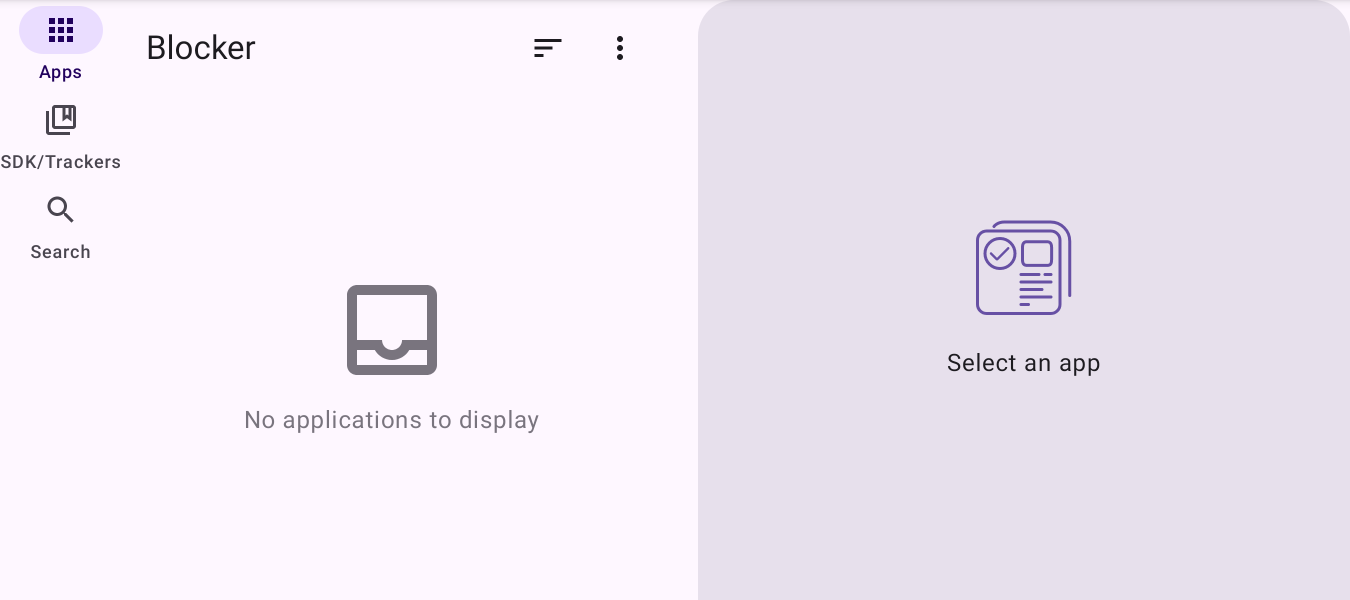 Apps
SDK/Trackers
Search
Blocker
No applications to display
Select an app